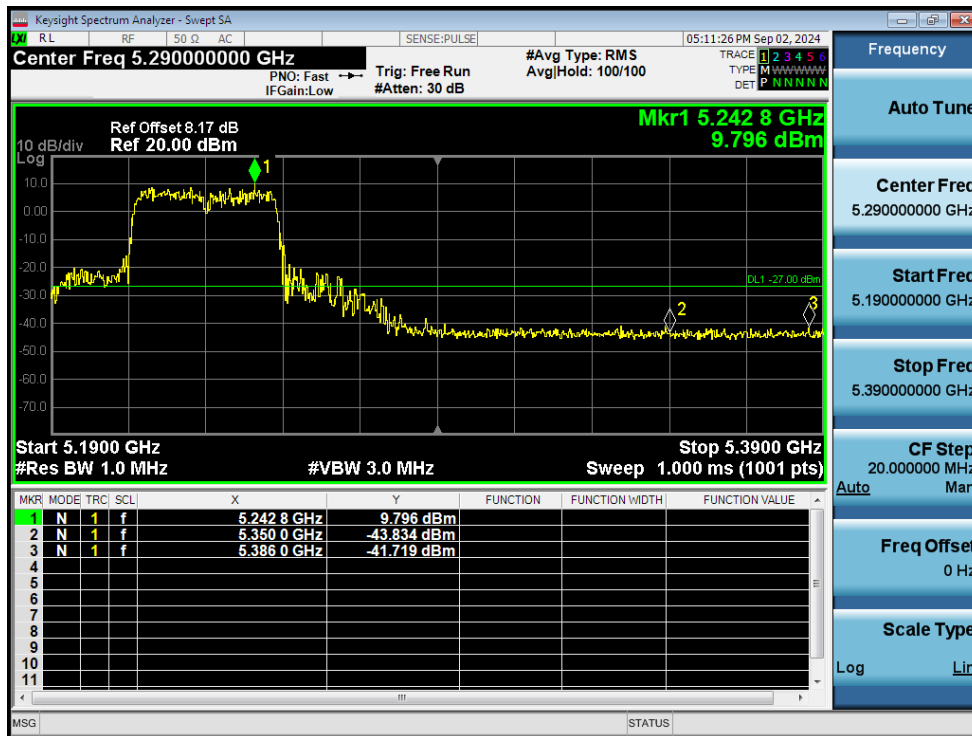 Keysight Spectrum Analyzer - Swept SA
LXI RL RF 50 Ω AC SENSE:PULSE 05:11:26 PM Sep 02, 2024
Center Freq 5.290000000 GHz
PNO: Fast
IFGain:Low
Trig: Free Run
#Atten: 30 dB
#Avg Type: RMS
Avg|Hold: 100/100
TRACE 1 2 3 4 5 6
TYPE M WWWWW
DET P N N N N N
Frequency
Auto Tune
Center Freq
5.290000000 GHz
Start Freq
5.190000000 GHz
Stop Freq
5.390000000 GHz
CF Step
20.000000 MHz
Auto Man
Freq Offset
0 Hz
Scale Type
Log Lin
Mkr1 5.242 8 GHz
9.796 dBm
Ref Offset 8.17 dB
10 dB/div Ref 20.00 dBm
Log
10.0
0.00
-10.0
-20.0
-30.0
-40.0
-50.0
-60.0
-70.0
1
DL1 -27.00 dBm
2
3
Start 5.1900 GHz Stop 5.3900 GHz
#Res BW 1.0 MHz #VBW 3.0 MHz Sweep 1.000 ms (1001 pts)
MKR MODE TRC SCL X Y FUNCTION FUNCTION WIDTH FUNCTION VALUE
1 N 1 f 5.242 8 GHz 9.796 dBm
2 N 1 f 5.350 0 GHz -43.834 dBm
3 N 1 f 5.386 0 GHz -41.719 dBm
4
5
6
7
8
9
10
11
MSG STATUS